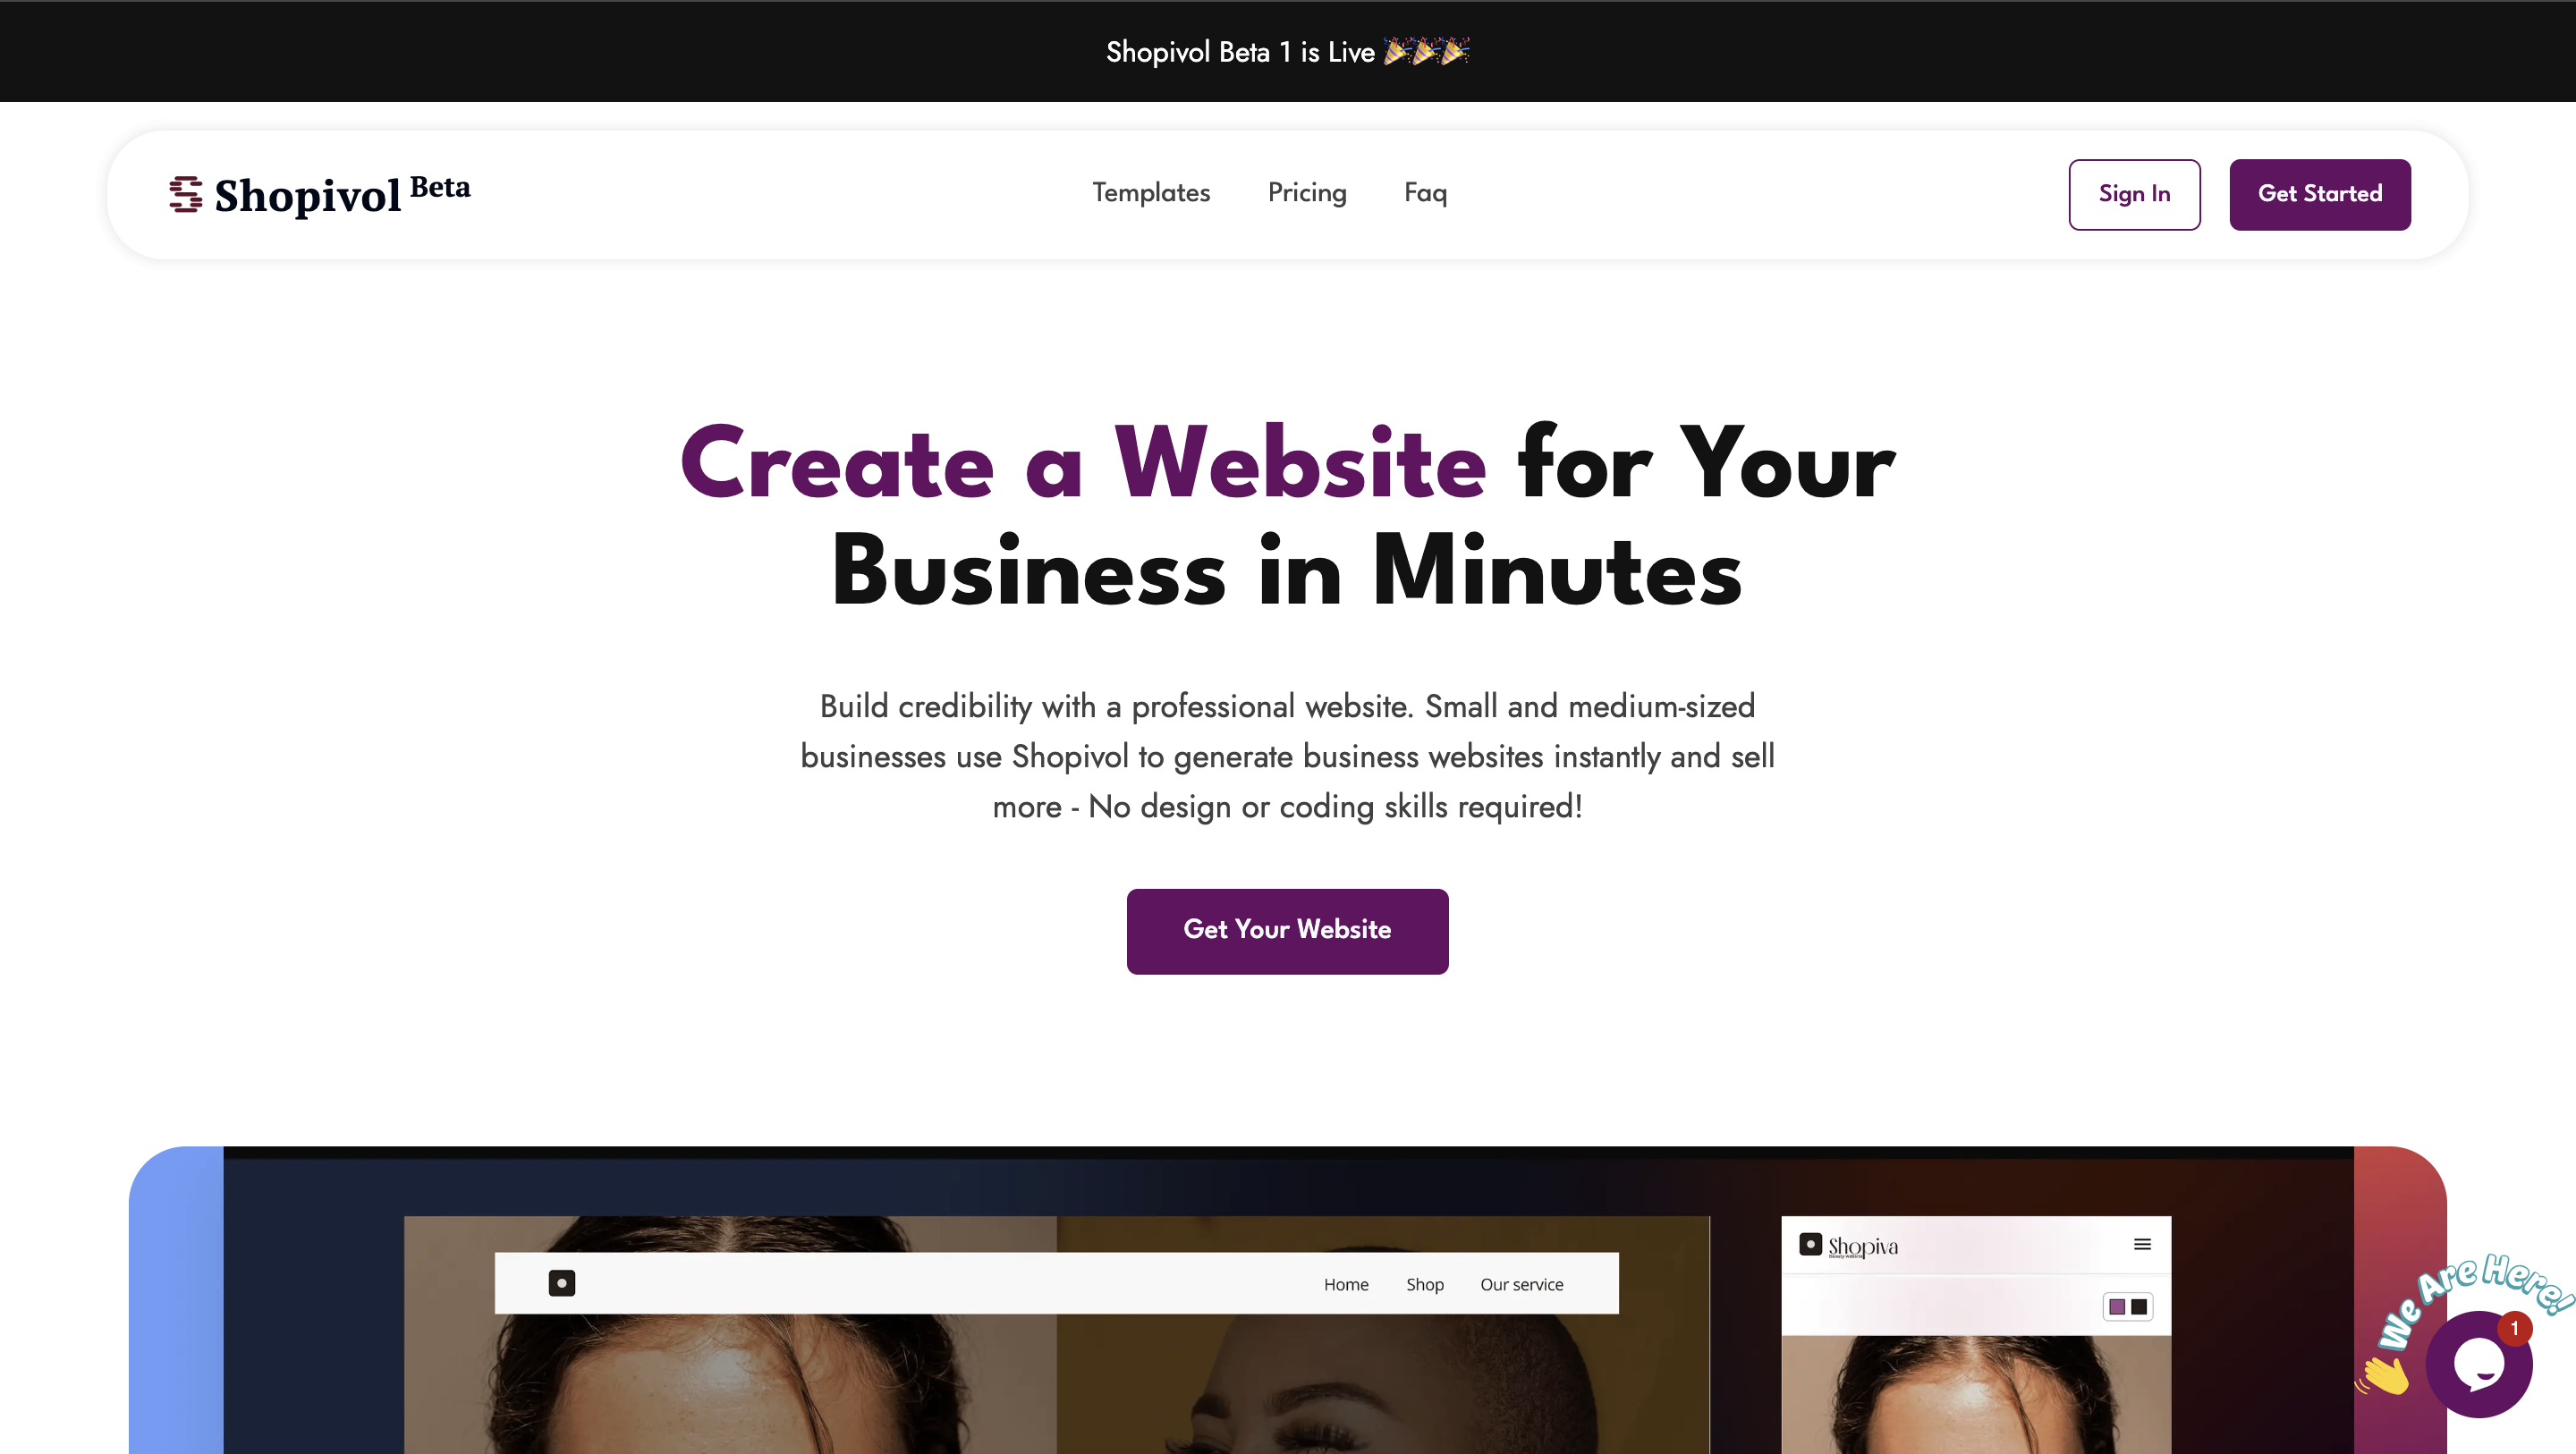 Shopivol Beta 1 is Live 🎉🎉🎉
Shopivol Beta
Templates Pricing Faq
Sign In Get Started
Create a Website for Your
Business in Minutes
Build credibility with a professional website. Small and medium-sized
businesses use Shopivol to generate business websites instantly and sell
more - No design or coding skills required!
Get Your Website
Home Shop Our service
Shopiva
We Are Here!
1